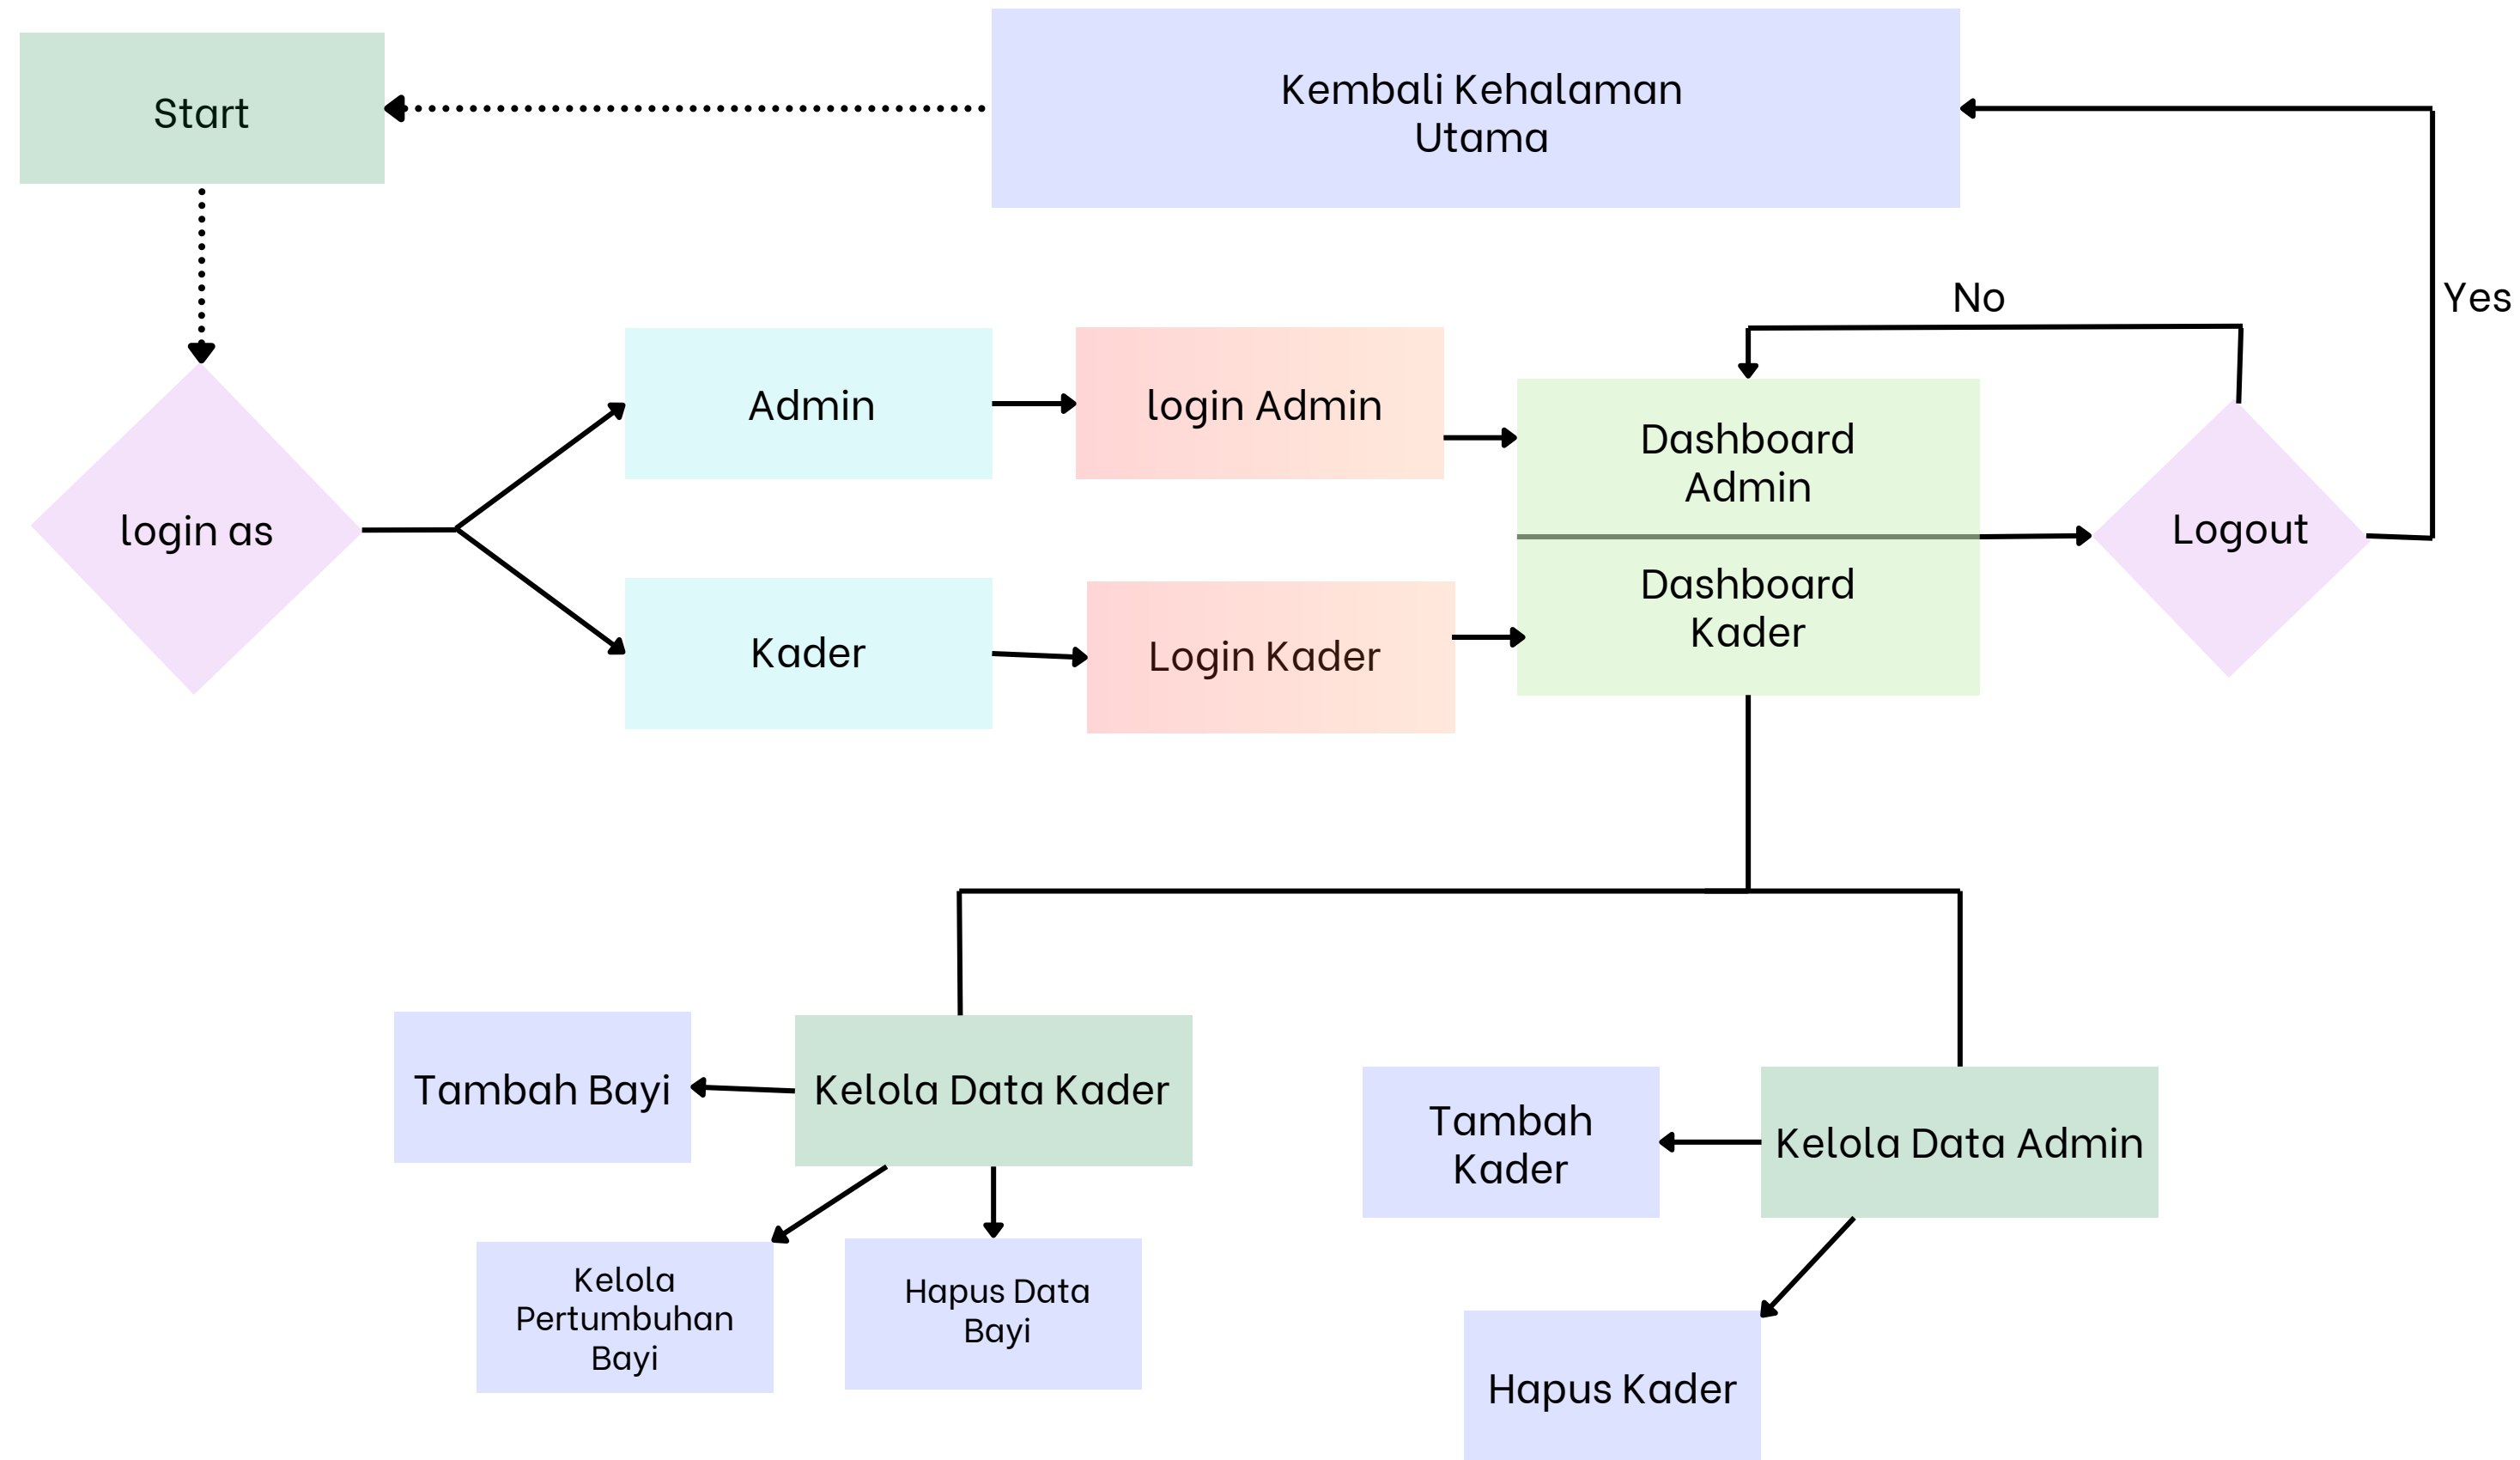 Start
Kembali Kehalaman
Utama
No
Yes
Admin
login Admin
Dashboard
Admin
login as
Logout
Dashboard
Kader
Kader
Login Kader
Tambah Bayi
Kelola Data Kader
Tambah
Kader
Kelola Data Admin
Kelola
Pertumbuhan
Bayi
Hapus Data
Bayi
Hapus Kader